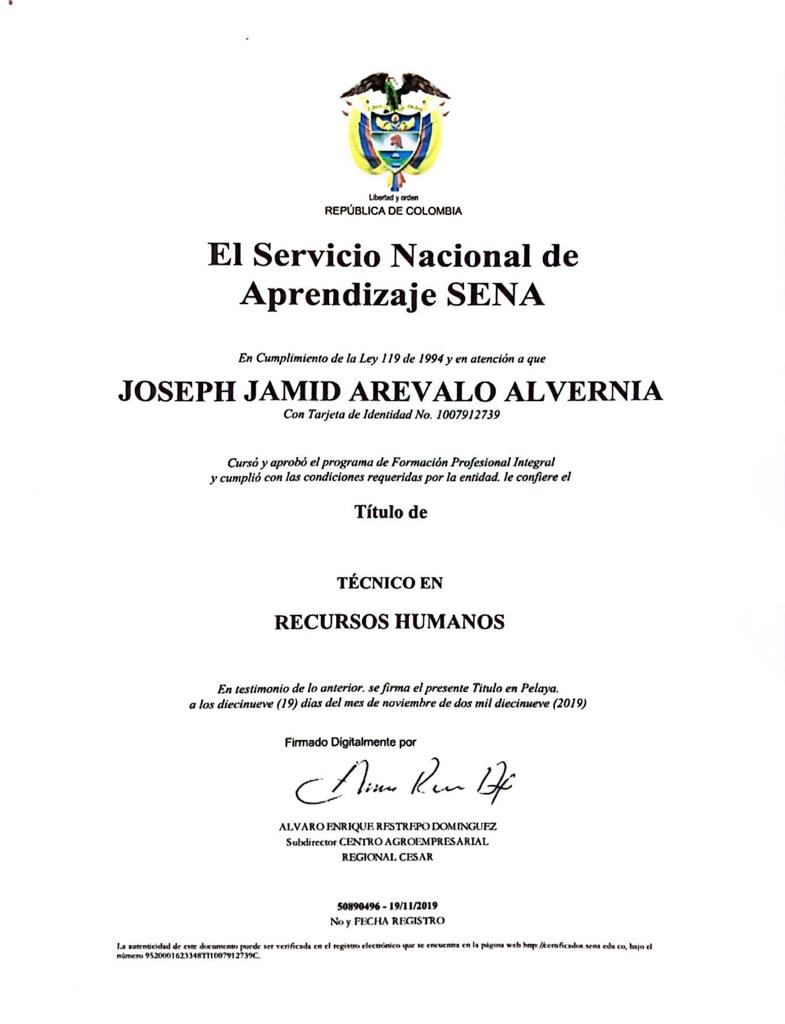 Libertad y orden
REPÚBLICA DE COLOMBIA
El Servicio Nacional de
Aprendizaje SENA
En Cumplimiento de la Ley 119 de 1994 y en atención a que
JOSEPH JAMID AREVALO ALVERNIA
Con Tarjeta de Identidad No. 1007912739
Cursó y aprobó el programa de Formación Profesional Integral
y cumplió con las condiciones requeridas por la entidad. le confiere el
Título de
TÉCNICO EN
RECURSOS HUMANOS
En testimonio de lo anterior. se firma el presente Titulo en Pelaya.
a los diecinueve (19) días del mes de noviembre de dos mil diecinueve (2019)
Firmado Digitalmente por
ALVARO ENRIQUE RESTREPO DOMINGUEZ
Subdirector CENTRO AGROEMPRESARIAL
REGIONAL CESAR
50890496 - 19/11/2019
No y FECHA REGISTRO
La autenticidad de este documento puede ser verificada en el registro electrónico que se encuentra en la página web http://certificados.sena.edu.co, bajo el
número 9520001623348TI1007912739C.